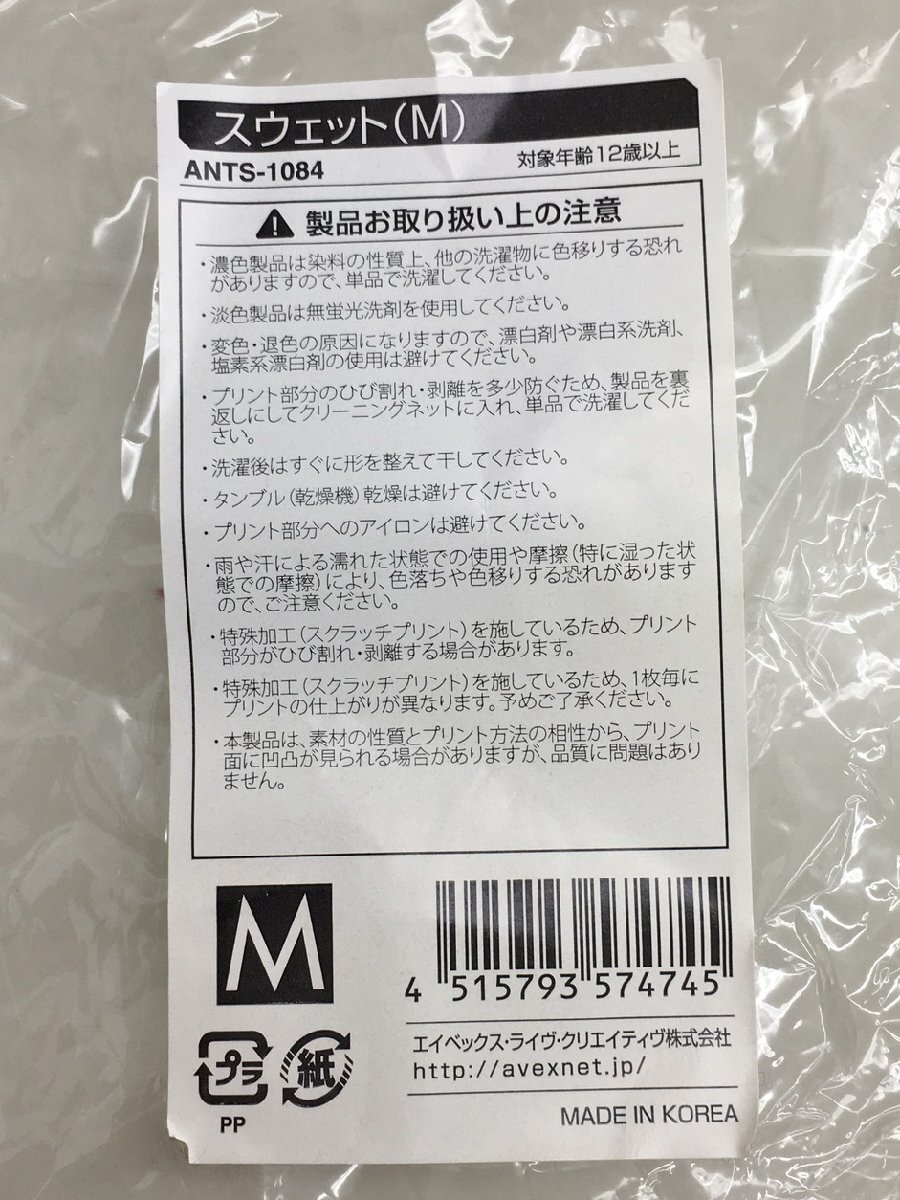 スウェット(M)
ANTS-1084
対象年齢12歳以上
製品お取り扱い上の注意
・濃色製品は染料の性質上、他の洗濯物に色移りする恐れ
がありますので、単品で洗濯してください。
・淡色製品は無蛍光洗剤を使用してください。
・変色・退色の原因になりますので、漂白剤や漂白系洗剤、
塩素系漂白剤の使用は避けてください。
・プリント部分のひび割れ・剥離を多少防ぐため、製品を裏
返しにしてクリーニングネットに入れ、単品で洗濯してくだ
さい。
・洗濯後はすぐに形を整えて干してください。
・タンブル(乾燥機)乾燥は避けてください。
・プリント部分へのアイロンは避けてください。
・雨や汗による濡れた状態での使用や摩擦(特に湿った状
態での摩擦)により、色落ちや色移りする恐れがあります
ので、ご注意ください。
・特殊加工(スクラッチプリント)を施しているため、プリント
部分がひび割れ・剥離する場合があります。
・特殊加工(スクラッチプリント)を施しているため、1枚毎に
プリントの仕上がりが異なります。予めご了承ください。
・本製品は、素材の性質とプリント方法の相性から、プリント
面に凹凸が見られる場合がありますが、品質に問題はあり
ません。
M
4 515793 574745
プラ
紙
PP
エイベックス・ライヴ・クリエイティヴ株式会社
http://avexnet.jp/
MADE IN KOREA